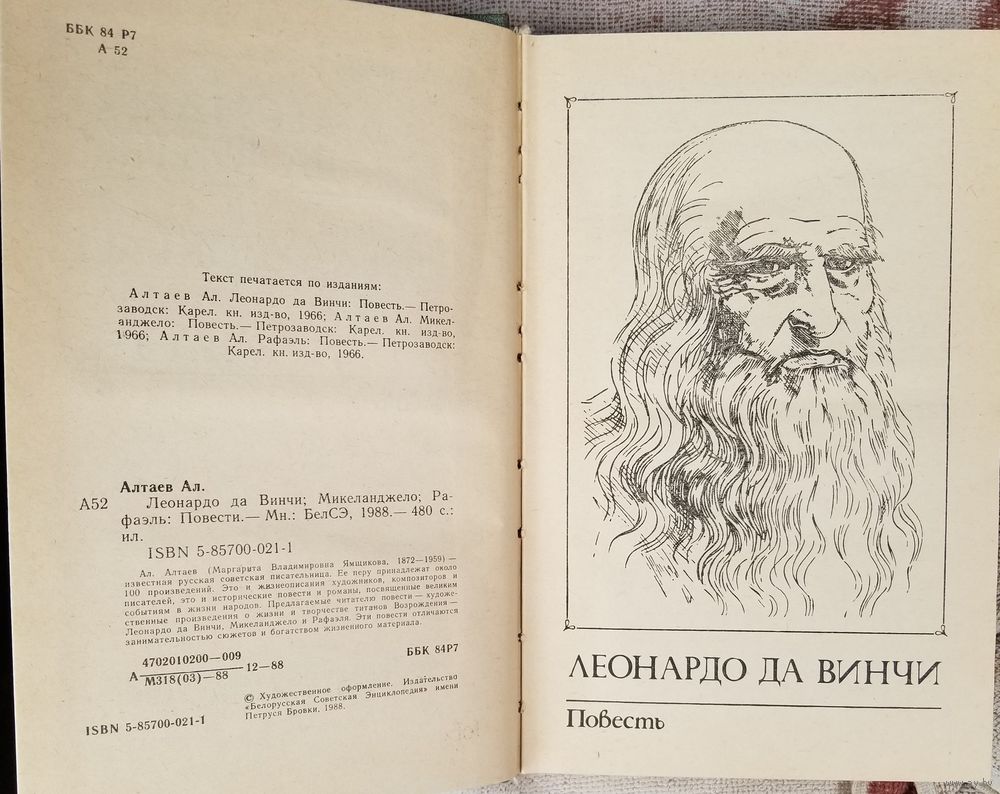 ББК 84 Р7
А 52
Текст печатается по изданиям:
Алтаев Ал. Леонардо да Винчи: Повесть.— Петро-
заводск: Карел. кн. изд-во, 1966; Алтаев Ал. Микел-
анджело: Повесть.— Петрозаводск: Карел. кн. изд-во,
1966; Алтаев Ал. Рафаэль: Повесть.— Петрозаводск:
Карел. кн. изд-во, 1966.
Алтаев Ал.
А52 Леонардо да Винчи; Микеланджело; Ра-
фаэль: Повести.— Мн.: БелСЭ, 1988.— 480 с.:
ил.
ISBN 5-85700-021-1
Ал. Алтаев (Маргарита Владимировна Ямщикова, 1872—1959) —
известная русская советская писательница. Ее перу принадлежат около
100 произведений. Это и жизнеописания художников, композиторов и
писателей, это и исторические повести и романы, посвященные великим
событиям в жизни народов. Предлагаемые читателю повести — художе-
ственные произведения о жизни и творчестве титанов Возрождения —
Леонардо да Винчи, Микеланджело и Рафаэля. Эти повести отличаются
занимательностью сюжетов и богатством жизненного материала.
4702010200—009
А М318(03)—88 12—88
ББК 84Р7
© Художественное оформление. Издательство
«Белорусская Советская Энциклопедия» имени
Петруся Бровки, 1988.
ISBN 5-85700-021-1
ЛЕОНАРДО ДА ВИНЧИ
Повесть